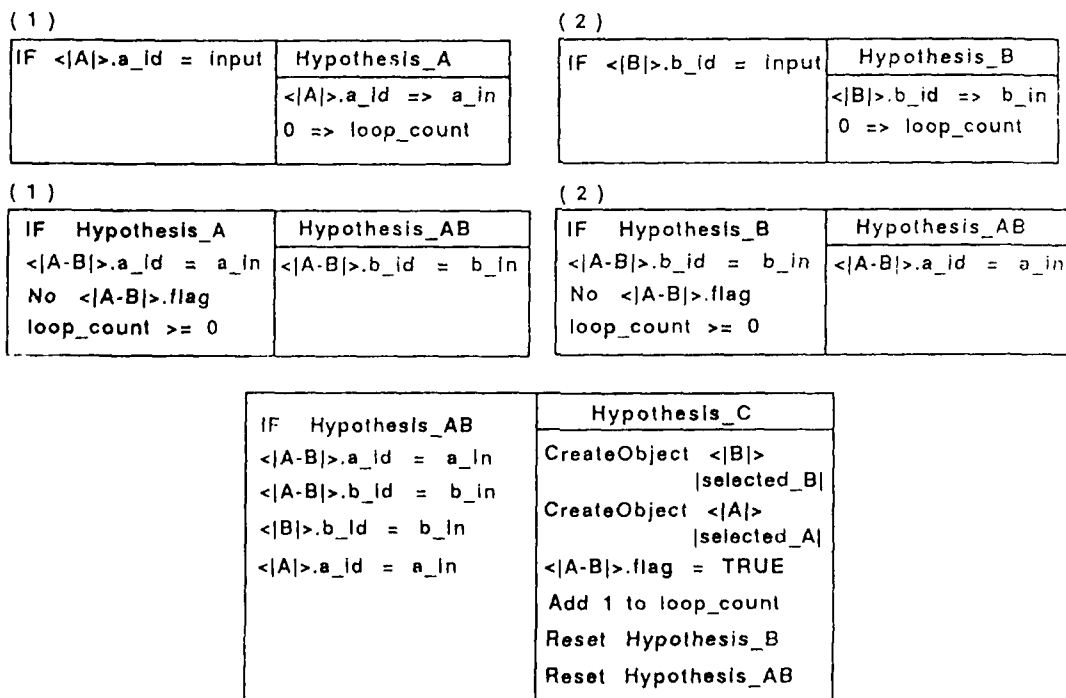 ( 1 )
IF <|A|>.a_id = input
Hypothesis_A
<|A|>.a_id => a_in
0 => loop_count
( 2 )
IF <|B|>.b_id = input
Hypothesis_B
<|B|>.b_id => b_in
0 => loop_count
( 1 )
IF Hypothesis_A
<|A-B|>.a_id = a_in
No <|A-B|>.flag
loop_count >= 0
Hypothesis_AB
<|A-B|>.b_id = b_in
( 2 )
IF Hypothesis_B
<|A-B|>.b_id = b_in
No <|A-B|>.flag
loop_count >= 0
Hypothesis_AB
<|A-B|>.a_id = a_in
IF Hypothesis_AB
<|A-B|>.a_id = a_in
<|A-B|>.b_id = b_in
<|B|>.b_id = b_in
<|A|>.a_id = a_in
Hypothesis_C
CreateObject <|B|>
|selected_B|
CreateObject <|A|>
|selected_A|
<|A-B|>.flag = TRUE
Add 1 to loop_count
Reset Hypothesis_B
Reset Hypothesis_AB